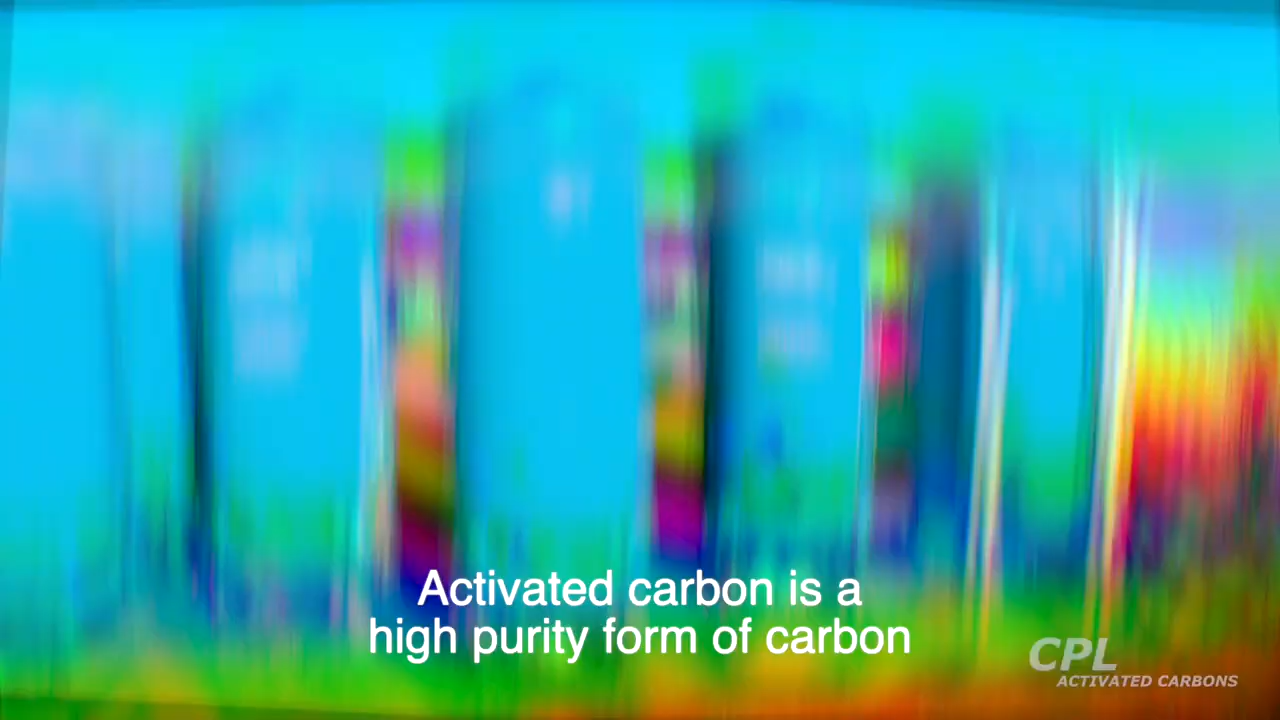 Activated carbon is a
high purity form of carbon
CPL
ACTIVATED CARBONS